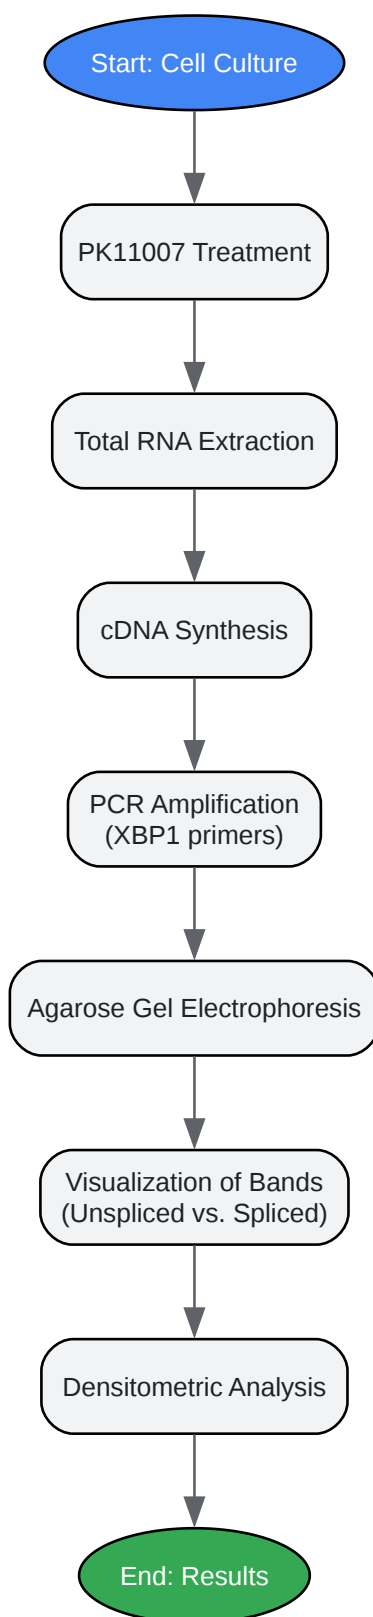 Start: Cell Culture
PK11007 Treatment
Total RNA Extraction
cDNA Synthesis
PCR Amplification
(XBP1 primers)
Agarose Gel Electrophoresis
Visualization of Bands
(Unspliced vs. Spliced)
Densitometric Analysis
End: Results